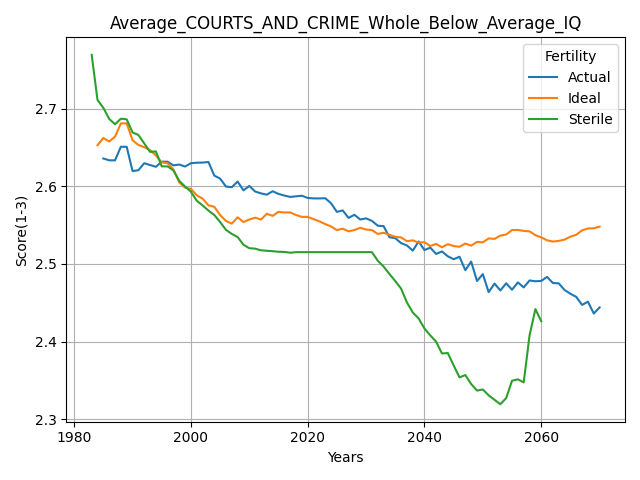 Average_COURTS_AND_CRIME_Whole_Below_Average_IQ
Fertility
Actual
Ideal
Sterile
Score(1-3)
2.7
2.6
2.5
2.4
2.3
1980 2000 2020 2040 2060
Years